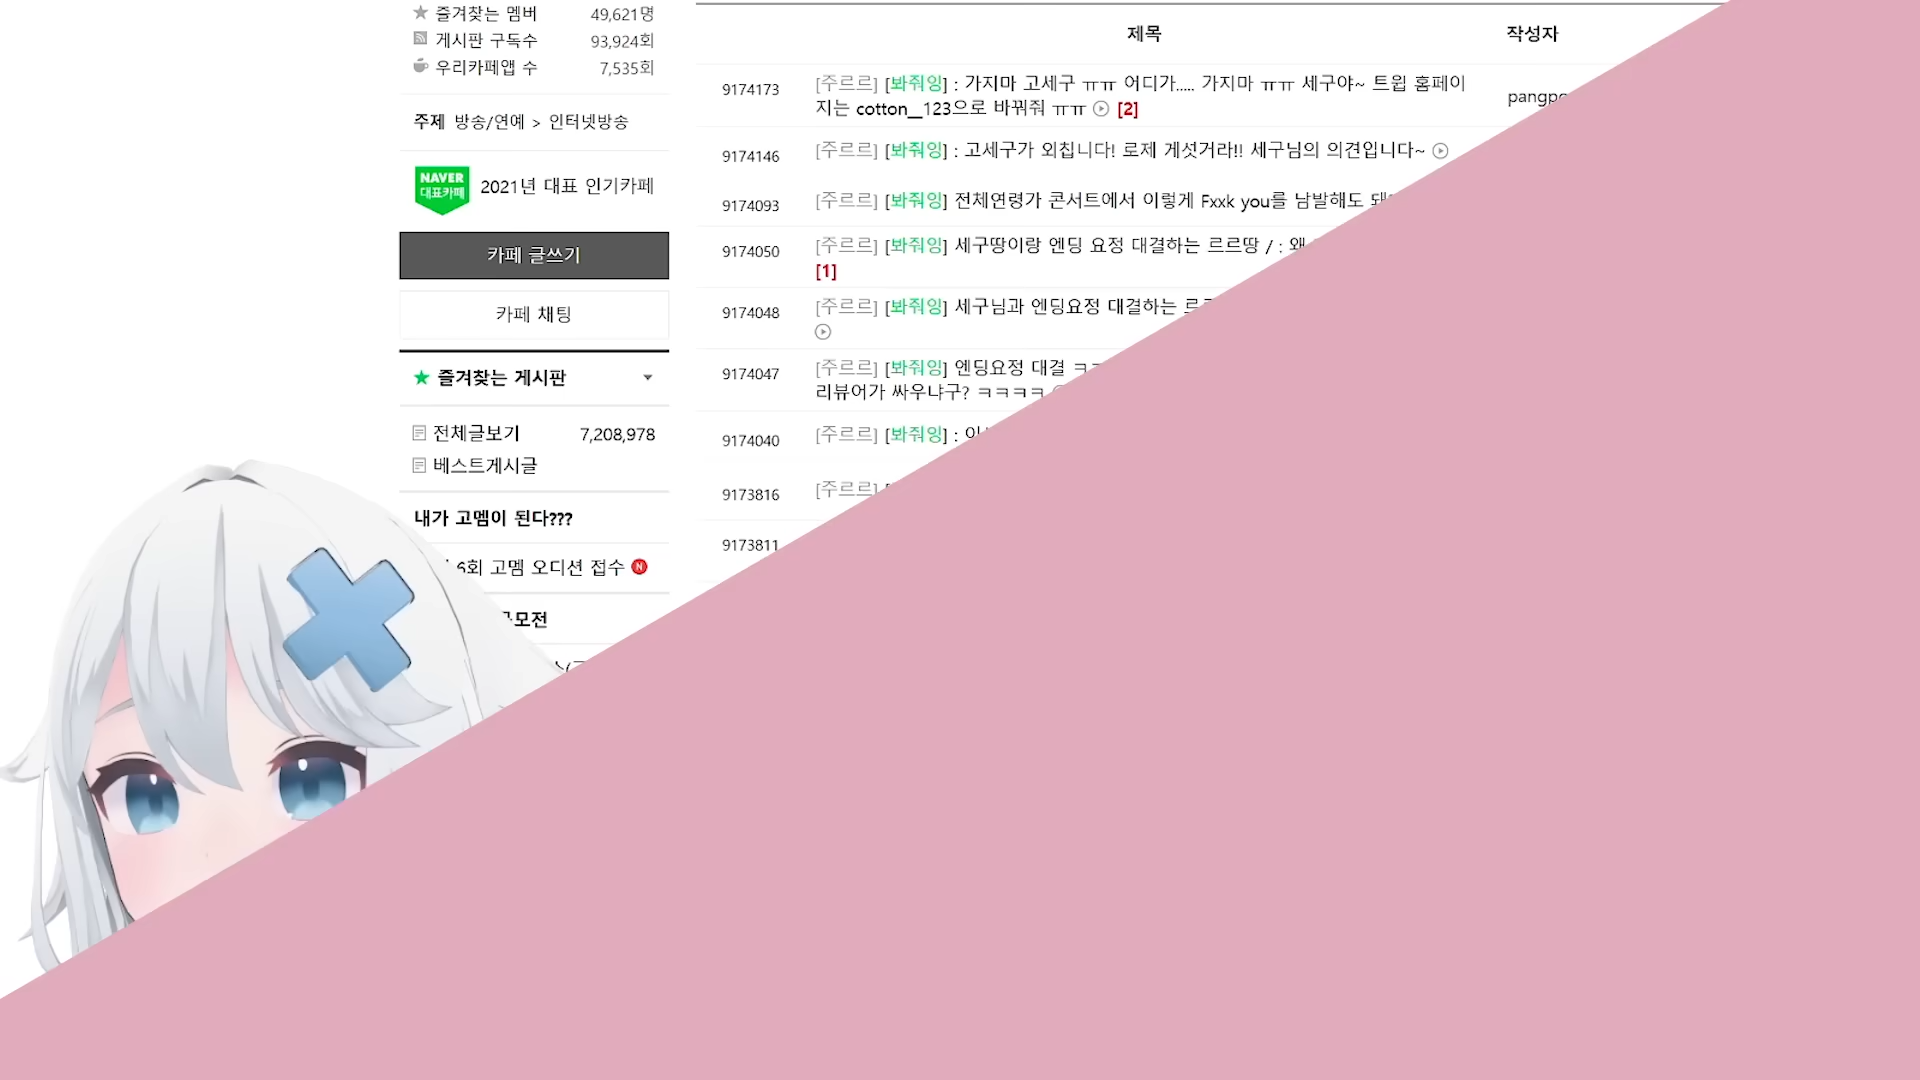 즐겨찾는 멤버 49,621명
게시판 구독수 93,924회
우리카페앱 수 7,535회
주제 방송/연예 > 인터넷방송
NAVER
대표카페
2021년 대표 인기카페
카페 글쓰기
카페 채팅
즐겨찾는 게시판
전체글보기 7,208,978
베스트게시글
내가 고멤이 된다???
6회 고멤 오디션 접수 N
모전
제목 작성자
9174173 [주르르] [봐줘잉] : 가지마 고세구 ㅠㅠ 어디가..... 가지마 ㅠㅠ 세구야~ 트윕 홈페이
지는 cotton__123으로 바꿔줘 ㅠㅠ [2]
pangpo
9174146 [주르르] [봐줘잉] : 고세구가 외칩니다! 로제 게섯거라!! 세구님의 의견입니다~
9174093 [주르르] [봐줘잉] 전체연령가 콘서트에서 이렇게 Fxxk you를 남발해도
9174050 [주르르] [봐줘잉] 세구땅이랑 엔딩 요정 대결하는 르르땅 / : 왜
[1]
9174048 [주르르] [봐줘잉] 세구님과 엔딩요정 대결하는
9174047 [주르르] [봐줘잉] 엔딩요정 대결
리뷰어가 싸우냐구? ㅋㅋㅋㅋ
9174040 [주르르] [봐줘잉] :
9173816 [주르르]
9173811